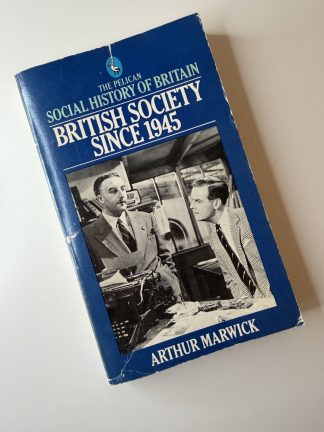 THE PELICAN
SOCIAL HISTORY OF BRITAIN
BRITISH SOCIETY
SINCE 1945
ARTHUR MARWICK